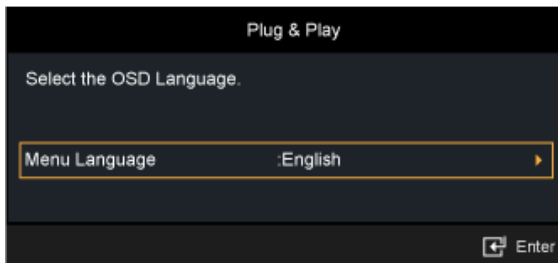 Plug & Play
Select the OSD Language.
Menu Language :English
Enter